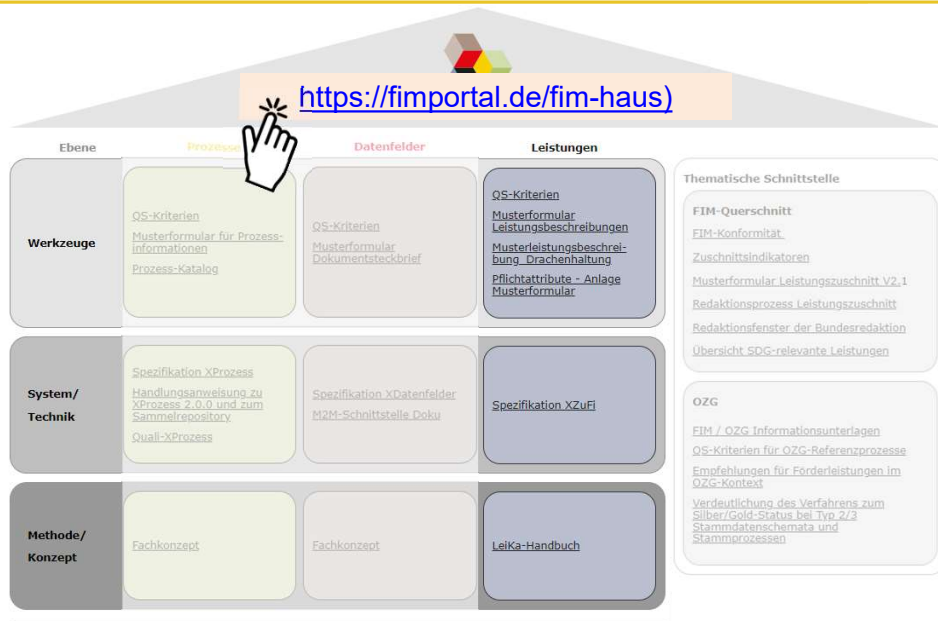 https://fimportal.de/fim-haus)
Ebene
Prozesse
Datenfelder
Leistungen
Werkzeuge
QS-Kriterien
Musterformular für Prozess-
informationen
Prozess-Katalog
QS-Kriterien
Musterformular
Dokumentsteckbrief
QS-Kriterien
Musterformular
Leistungsbeschreibungen
Musterleistungsbeschrei-
bung Drachenhaltung
Pflichtattribute - Anlage
Musterformular
System/
Technik
Spezifikation XProzess
Handlungsanweisung zu
XProzess 2.0.0 und zum
Sammelrepository
Quali-XProzess
Spezifikation XDatenfelder
M2M-Schnittstelle Doku
Spezifikation XZuFi
Methode/
Konzept
Fachkonzept
Fachkonzept
LeiKa-Handbuch
Thematische Schnittstelle
FIM-Querschnitt
FIM-Konformität
Zuschnittsindikatoren
Musterformular Leistungszuschnitt V2.1
Redaktionsprozess Leistungszuschnitt
Redaktionsfenster der Bundesredaktion
Übersicht SDG-relevante Leistungen
OZG
FIM / OZG Informationsunterlagen
QS-Kriterien für OZG-Referenzprozesse
Empfehlungen für Förderleistungen im
OZG-Kontext
Verdeutlichung des Verfahrens zum
Silber/Gold-Status bei Typ 2/3
Stammdatenschemata und
Stammprozessen